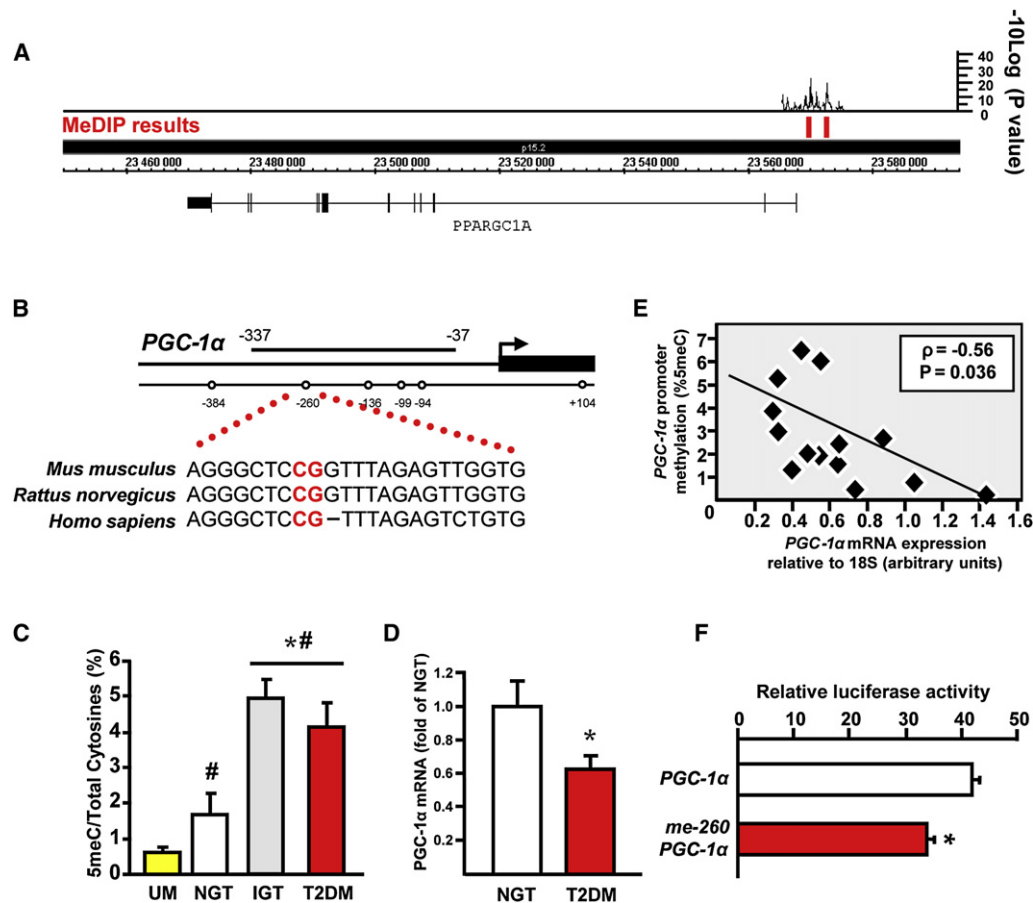 A
-10Log (P value)
40
30
20
10
0
MeDIP results
p15.2
23 460 000 23 480 000 23 500 000 23 520 000 23 540 000 23 560 000 23 580 000
PPARGC1A
B
PGC-1α
-337 -37
-384 -260 -136 -99 -94 +104
Mus musculus AGGGCTCCGGTTTAGAGTTGGTG
Rattus norvegicus AGGGCTCCGGTTTAGAGTTGGTG
Homo sapiens AGGGCTCCG–TTTAGAGTCTGTG
E
PGC-1α promoter
methylation (%5meC)
7
6
5
4
3
2
1
0
ρ = -0.56
P = 0.036
0.2 0.4 0.6 0.8 1.0 1.2 1.4 1.6
PGC-1α mRNA expression
relative to 18S (arbitrary units)
C
5meC/Total Cytosines (%)
6
5
4
3
2
1
0
#
*#
UM NGT IGT T2DM
D
PGC-1α mRNA (fold of NGT)
1.2
1.0
0.8
0.6
0.4
0.2
*
NGT T2DM
F
Relative luciferase activity
0 10 20 30 40 50
PGC-1α
me-260
PGC-1α
*